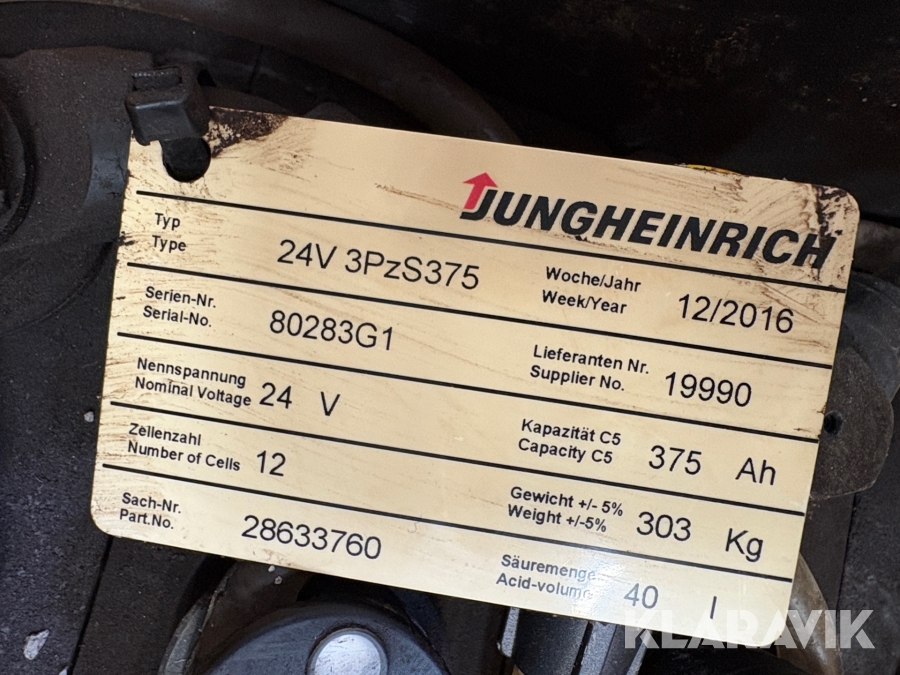 JUNGHEINRICH
Typ
Type
24V 3PzS375
Woche/Jahr
Week/Year
12/2016
Serien-Nr.
Serial-No.
80283G1
Lieferanten Nr.
Supplier No.
19990
Nennspannung
Nominal Voltage
24 V
Kapazität C5
Capacity C5
375 Ah
Zellenzahl
Number of Cells
12
Gewicht +/- 5%
Weight +/-5%
303 Kg
Sach-Nr.
Part.No.
28633760
Säuremenge
Acid-volume
40 l
KLARAVIK